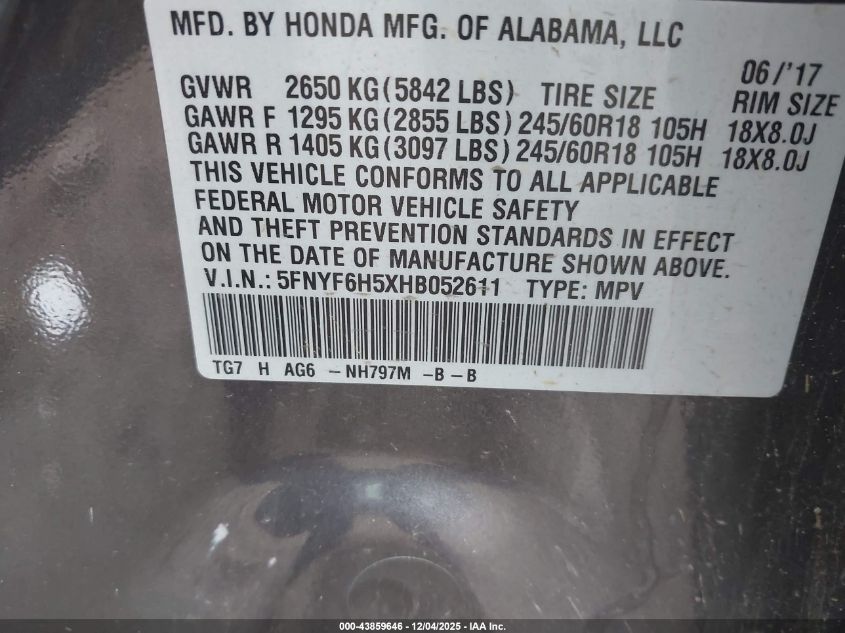 MFD. BY HONDA MFG. OF ALABAMA, LLC
06/'17
GVWR 2650 KG(5842 LBS) TIRE SIZE RIM SIZE
GAWR F 1295 KG(2855 LBS) 245/60R18 105H 18X8.0J
GAWR R 1405 KG(3097 LBS) 245/60R18 105H 18X8.0J
THIS VEHICLE CONFORMS TO ALL APPLICABLE
FEDERAL MOTOR VEHICLE SAFETY
AND THEFT PREVENTION STANDARDS IN EFFECT
ON THE DATE OF MANUFACTURE SHOWN ABOVE.
V.I.N.: 5FNYF6H5XHB052611 TYPE: MPV
TG7 H AG6 -NH797M -B-B
000-43859646 - 12/04/2025 - IAA Inc.